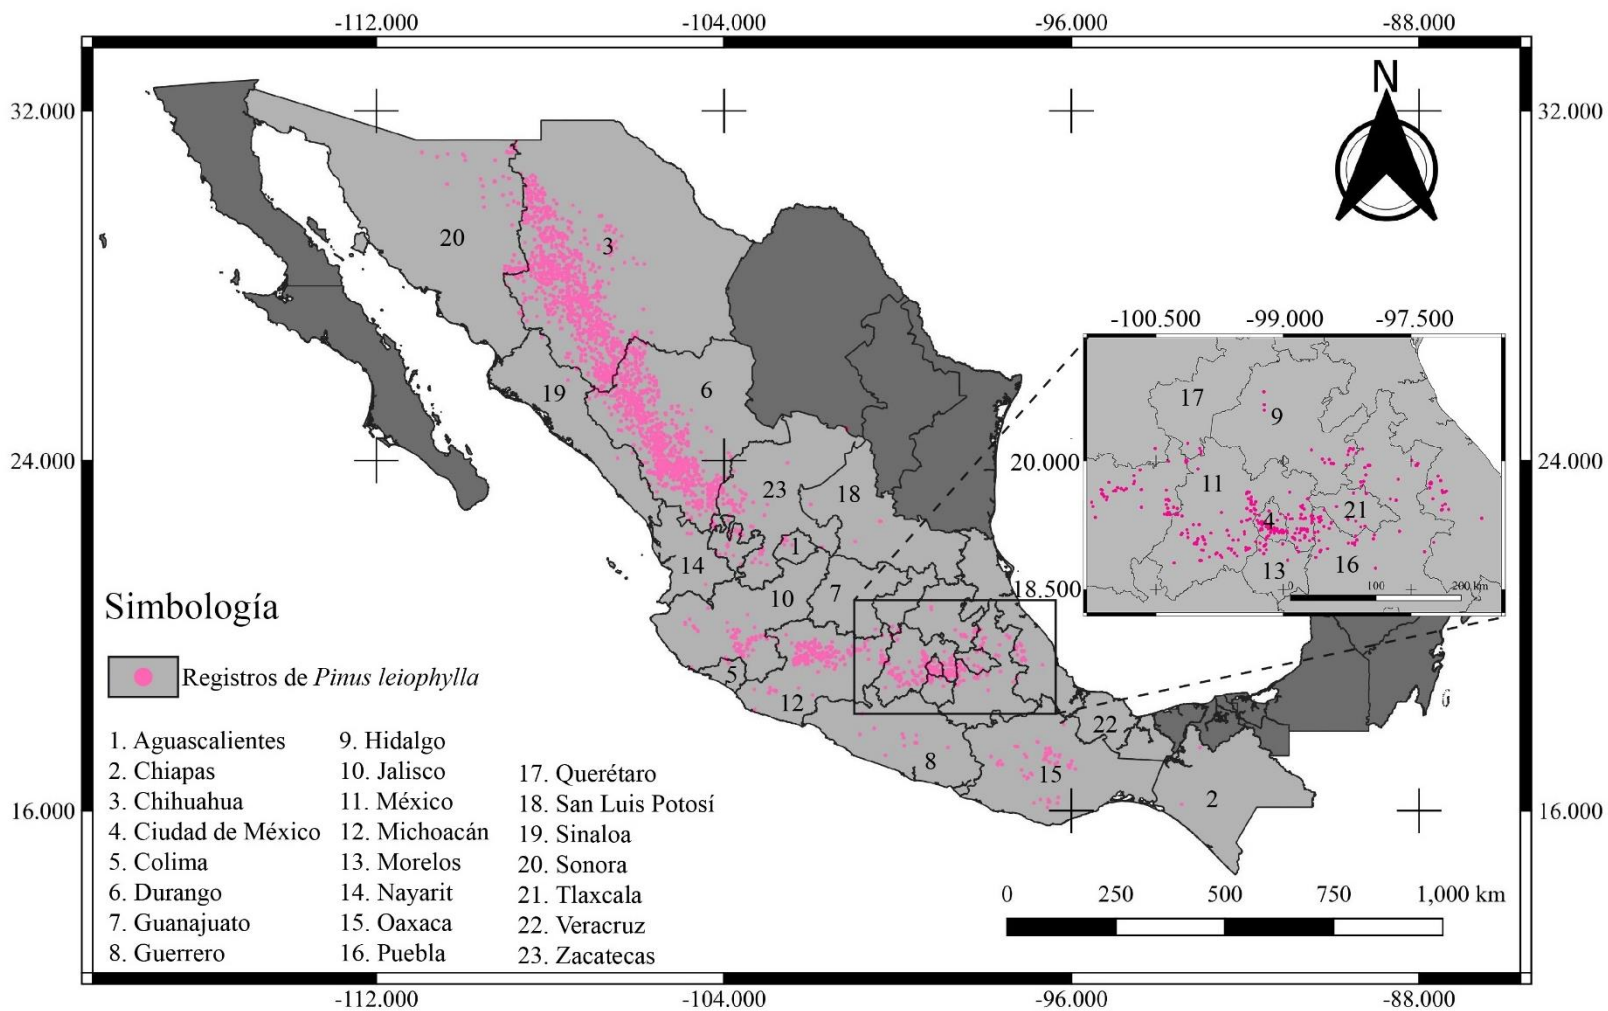 -112.000 -104.000 -96.000 -88.000
N
32.000 32.000
20
3
-100.500 -99.000 -97.500
17
9
19
6
20.000
24.000 24.000
11
23
18
21
4
1
16
14
13
18.500
0 100 200 km
10
7
Simbología
5
Registros de Pinus leiophylla
12
22
8
15
2
16.000 16.000
1. Aguascalientes
2. Chiapas
3. Chihuahua
4. Ciudad de México
5. Colima
6. Durango
7. Guanajuato
8. Guerrero
9. Hidalgo
10. Jalisco
11. México
12. Michoacán
13. Morelos
14. Nayarit
15. Oaxaca
16. Puebla
17. Querétaro
18. San Luis Potosí
19. Sinaloa
20. Sonora
21. Tlaxcala
22. Veracruz
23. Zacatecas
0 250 500 750 1,000 km
-112.000 -104.000 -96.000 -88.000